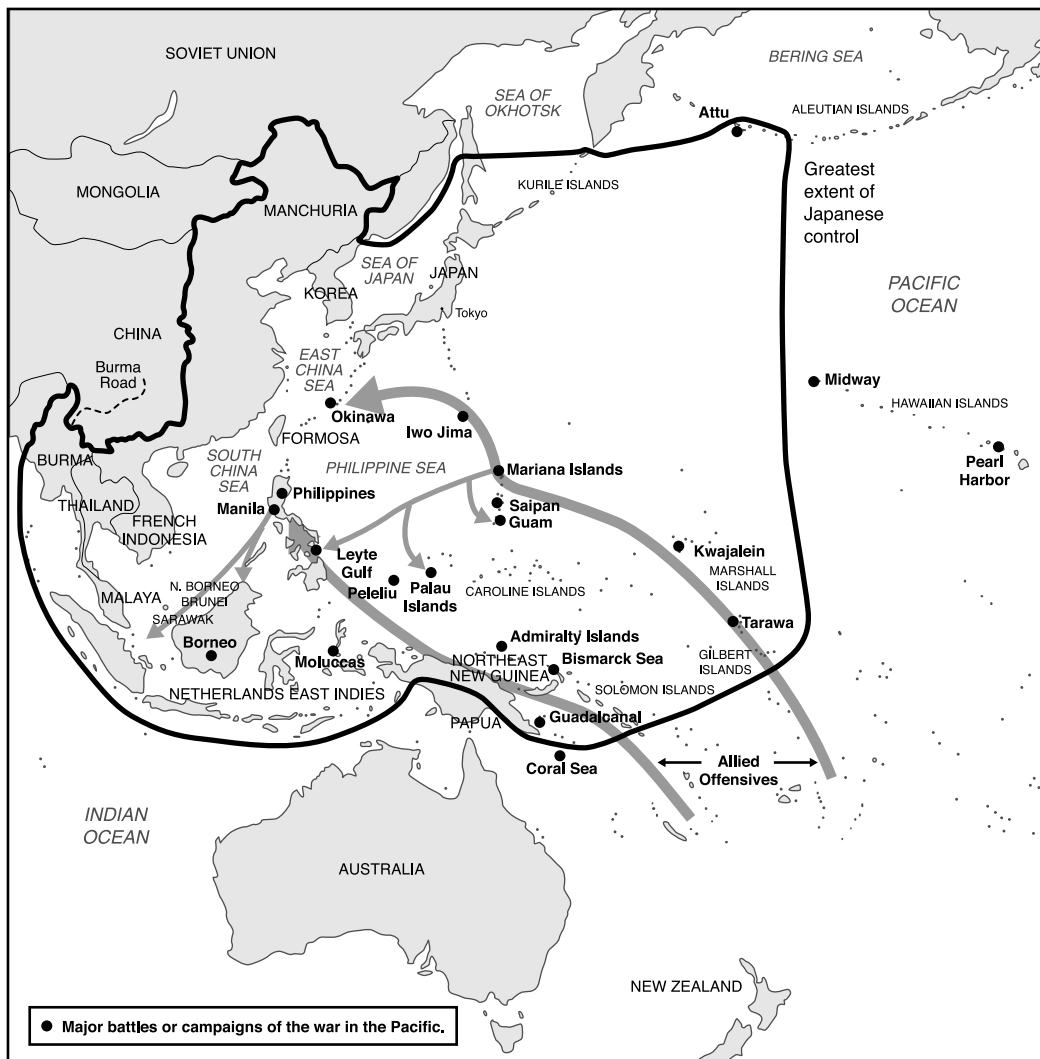 SOVIET UNION
BERING SEA
SEA OF
OKHOTSK
Attu
ALEUTIAN ISLANDS
MONGOLIA
MANCHURIA
KURILE ISLANDS
Greatest
extent of
Japanese
control
SEA OF
JAPAN
JAPAN
KOREA
Tokyo
PACIFIC
OCEAN
CHINA
Burma
Road
EAST
CHINA
SEA
Midway
HAWAIIAN ISLANDS
Okinawa
Iwo Jima
FORMOSA
Pearl
Harbor
BURMA
SOUTH
CHINA
SEA
PHILIPPINE SEA
Mariana Islands
THAILAND
Philippines
Manila
Saipan
Guam
FRENCH
INDONESIA
Leyte
Gulf
Kwajalein
MARSHALL
ISLANDS
Peleliu
Palau
Islands
CAROLINE ISLANDS
MALAYA
N. BORNEO
BRUNEI
SARAWAK
Tarawa
Borneo
Moluccas
Admiralty Islands
NORTHEAST
NEW GUINEA
Bismarck Sea
GILBERT
ISLANDS
NETHERLANDS EAST INDIES
SOLOMON ISLANDS
PAPUA
Guadalcanal
Coral Sea
Allied
Offensives
INDIAN
OCEAN
AUSTRALIA
NEW ZEALAND
Major battles or campaigns of the war in the Pacific.